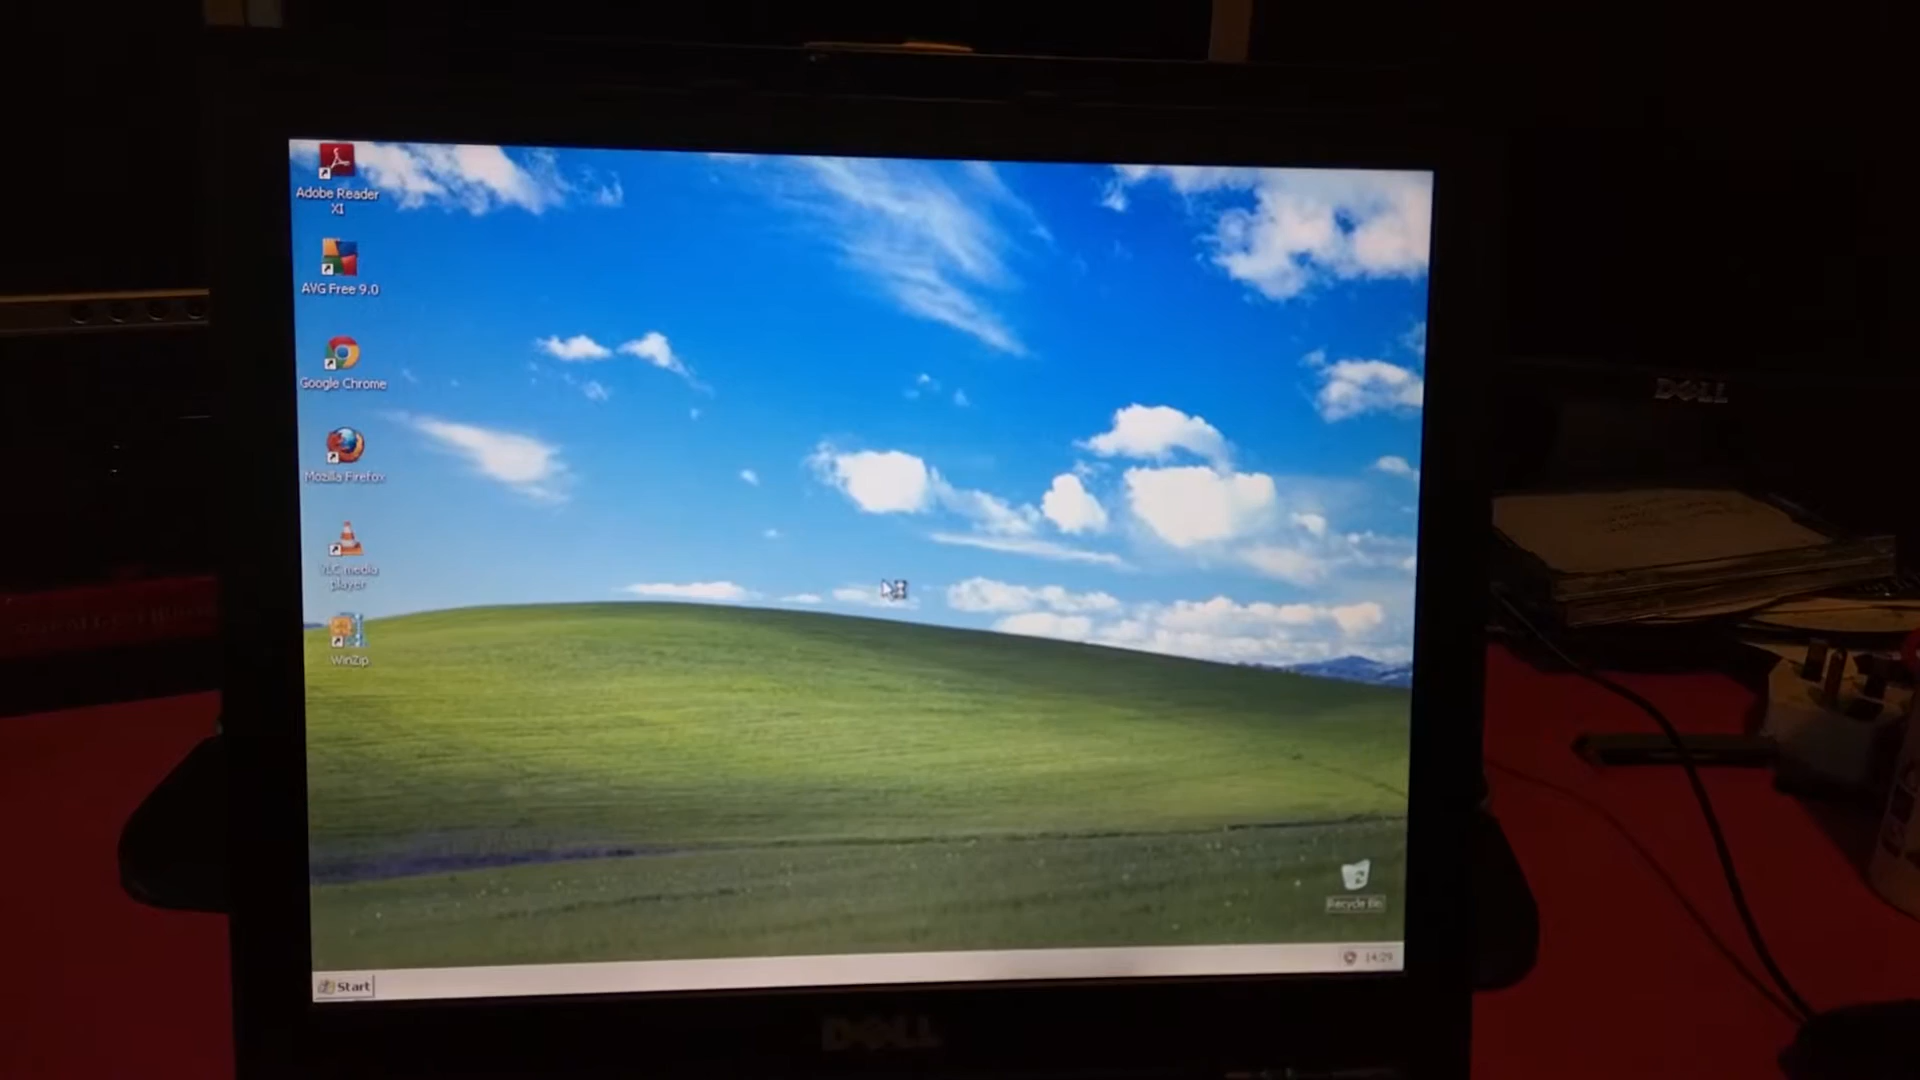 Adobe Reader
XI
AVG Free 9.0
Google Chrome
Mozilla Firefox
VLC media
player
WinZip
Recycle Bin
Start
14:29
DELL
DELL